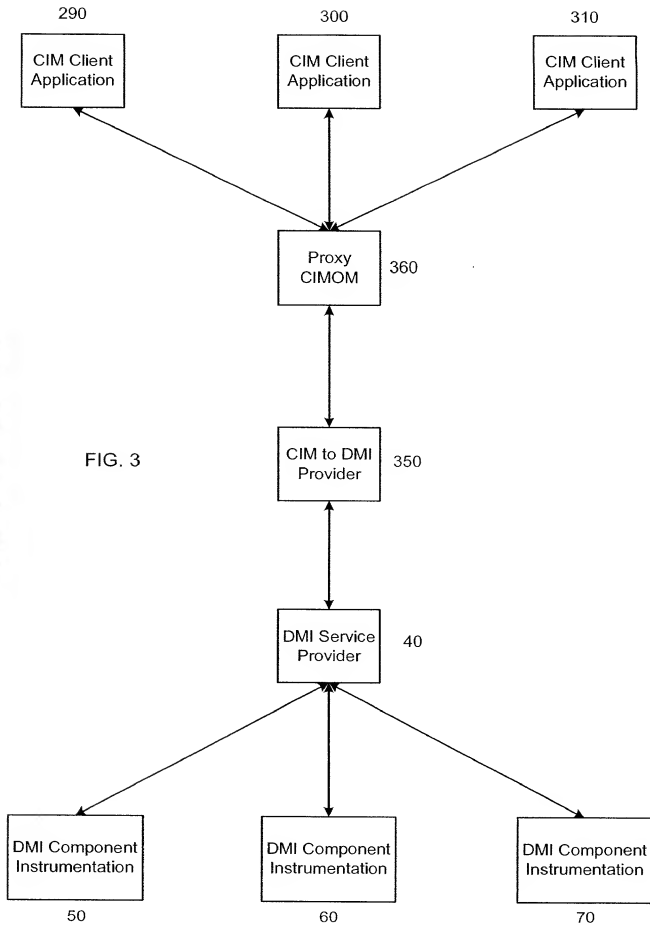 290
300
310
CIM Client
Application
CIM Client
Application
CIM Client
Application
Proxy
CIMOM
360
FIG. 3
CIM to DMI
Provider
350
DMI Service
Provider
40
DMI Component
Instrumentation
DMI Component
Instrumentation
DMI Component
Instrumentation
50
60
70